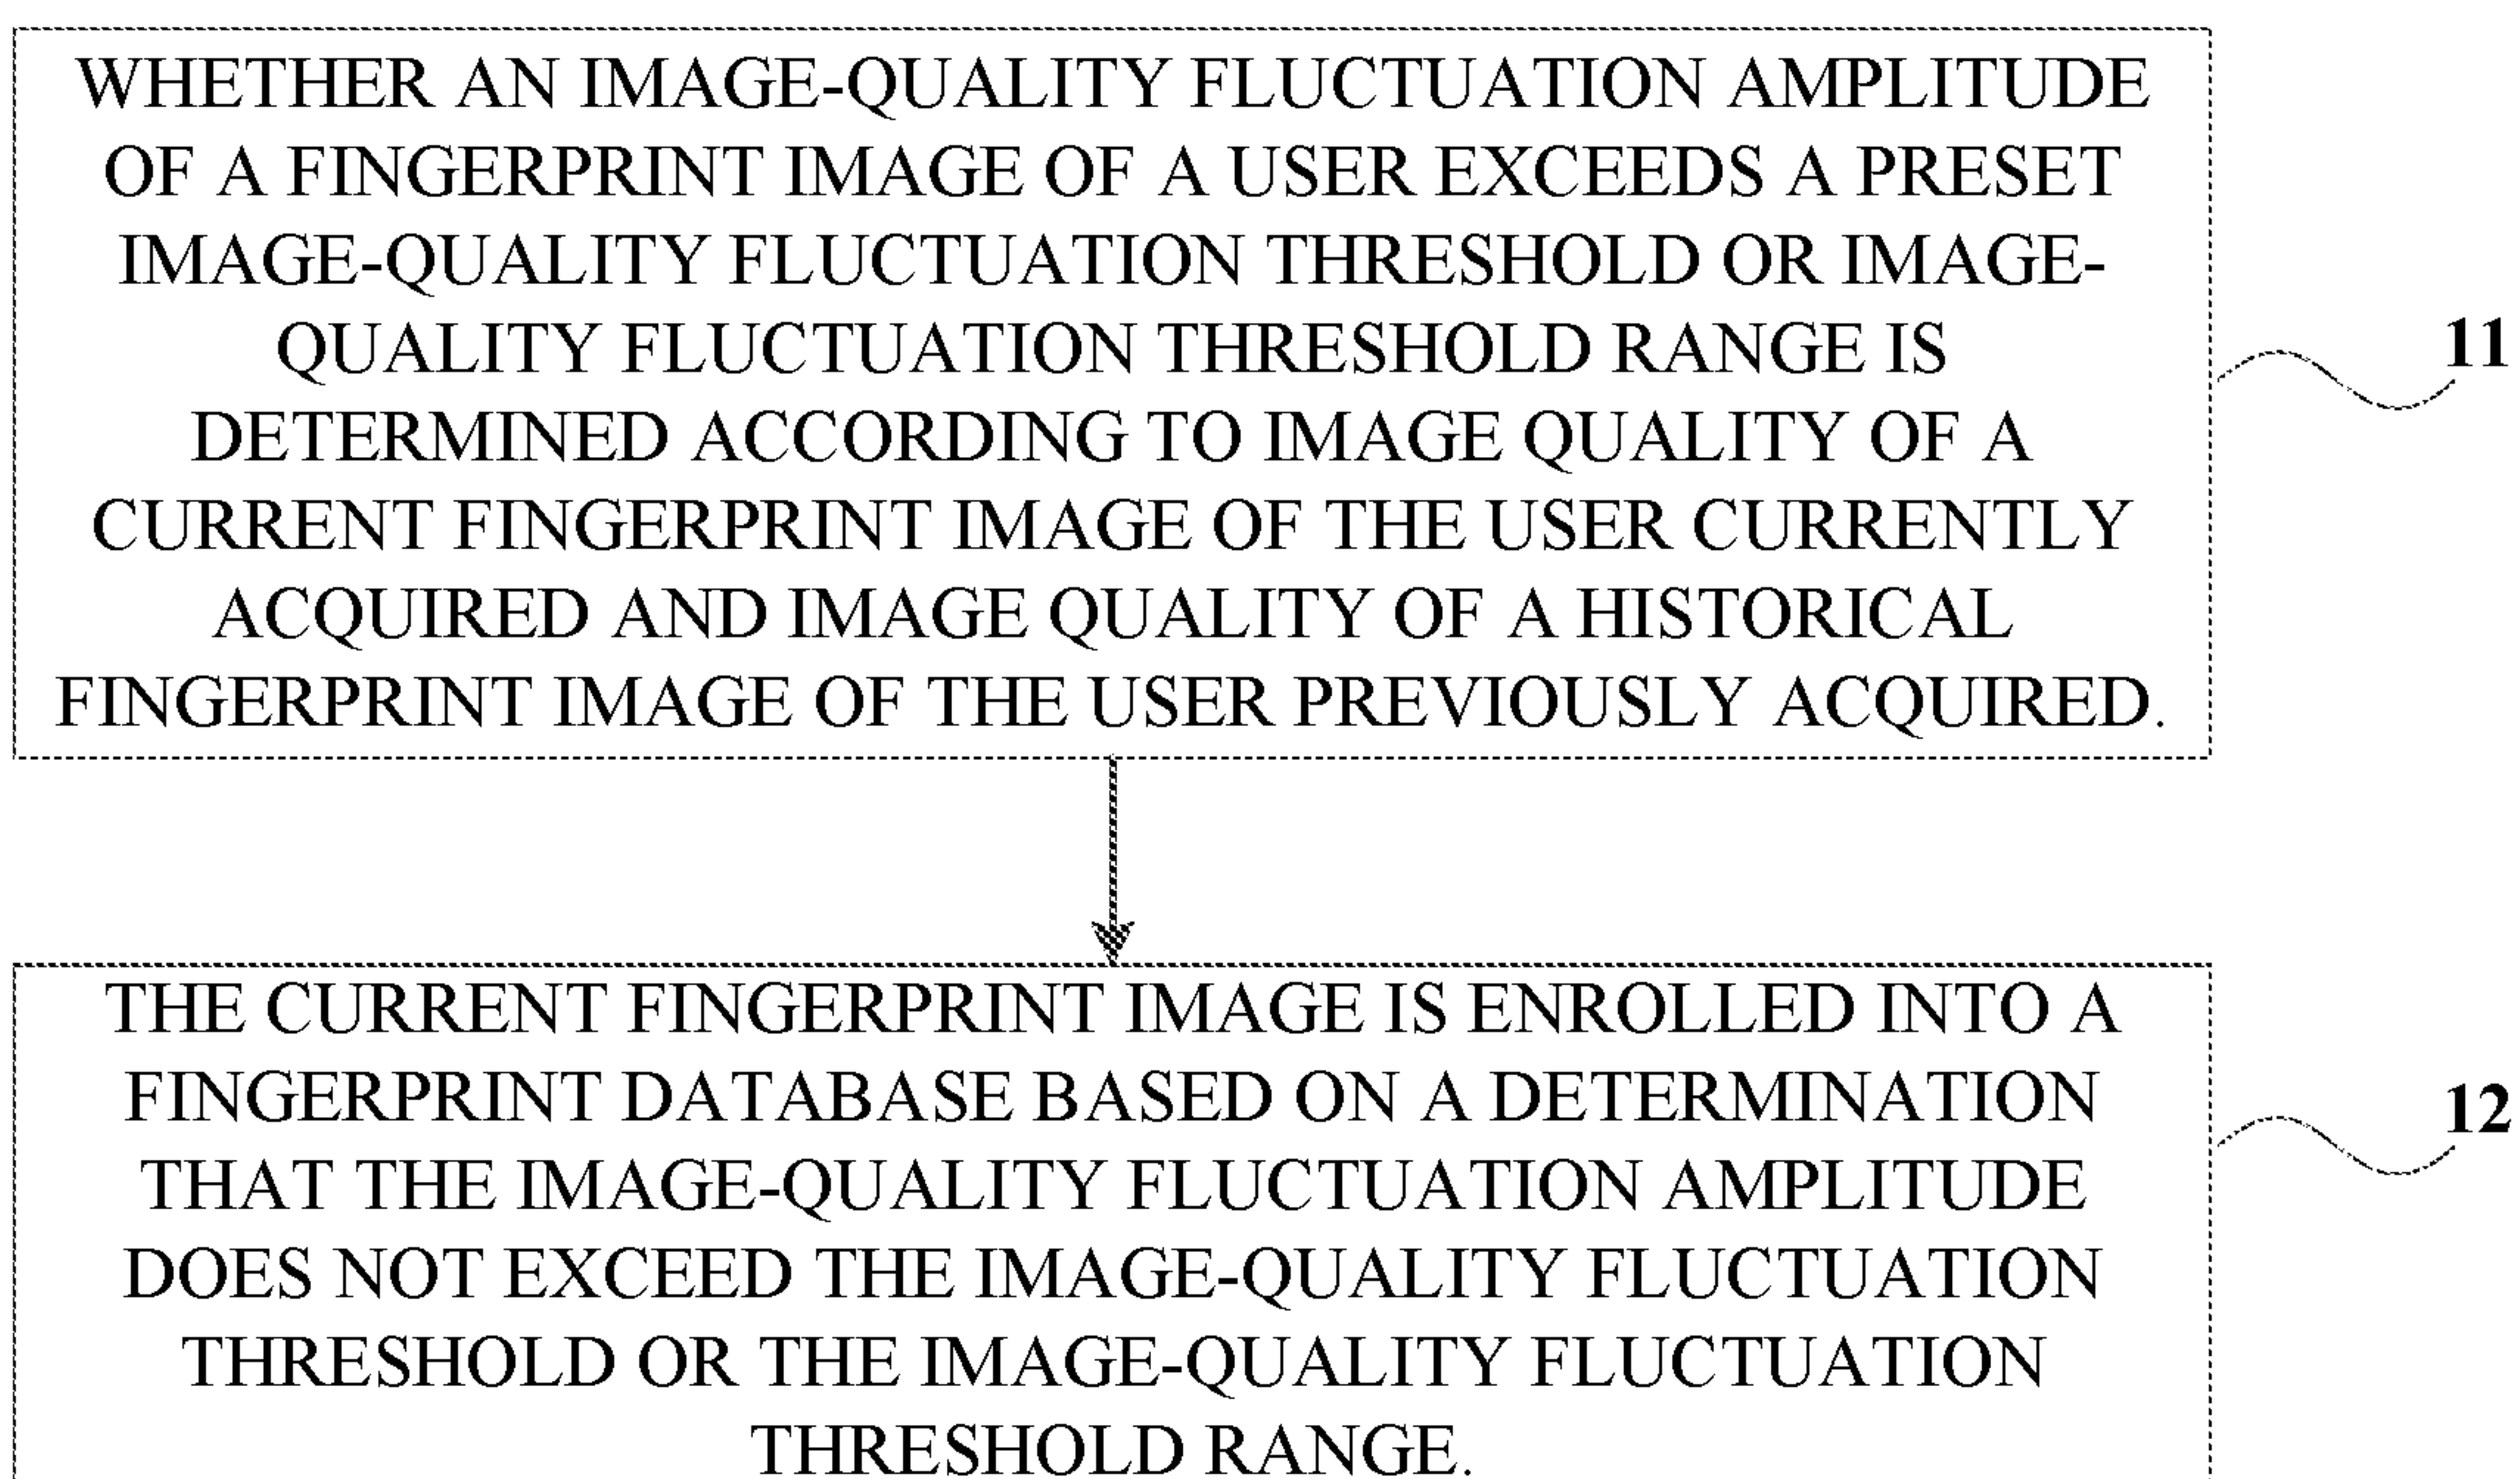 WHETHER AN IMAGE-QUALITY FLUCTUATION AMPLITUDE
OF A FINGERPRINT IMAGE OF A USER EXCEEDS A PRESET
IMAGE-QUALITY FLUCTUATION THRESHOLD OR IMAGE-
QUALITY FLUCTUATION THRESHOLD RANGE IS
DETERMINED ACCORDING TO IMAGE QUALITY OF A
CURRENT FINGERPRINT IMAGE OF THE USER CURRENTLY
ACQUIRED AND IMAGE QUALITY OF A HISTORICAL
FINGERPRINT IMAGE OF THE USER PREVIOUSLY ACQUIRED.
11
THE CURRENT FINGERPRINT IMAGE IS ENROLLED INTO A
FINGERPRINT DATABASE BASED ON A DETERMINATION
THAT THE IMAGE-QUALITY FLUCTUATION AMPLITUDE
DOES NOT EXCEED THE IMAGE-QUALITY FLUCTUATION
THRESHOLD OR THE IMAGE-QUALITY FLUCTUATION
THRESHOLD RANGE.
12